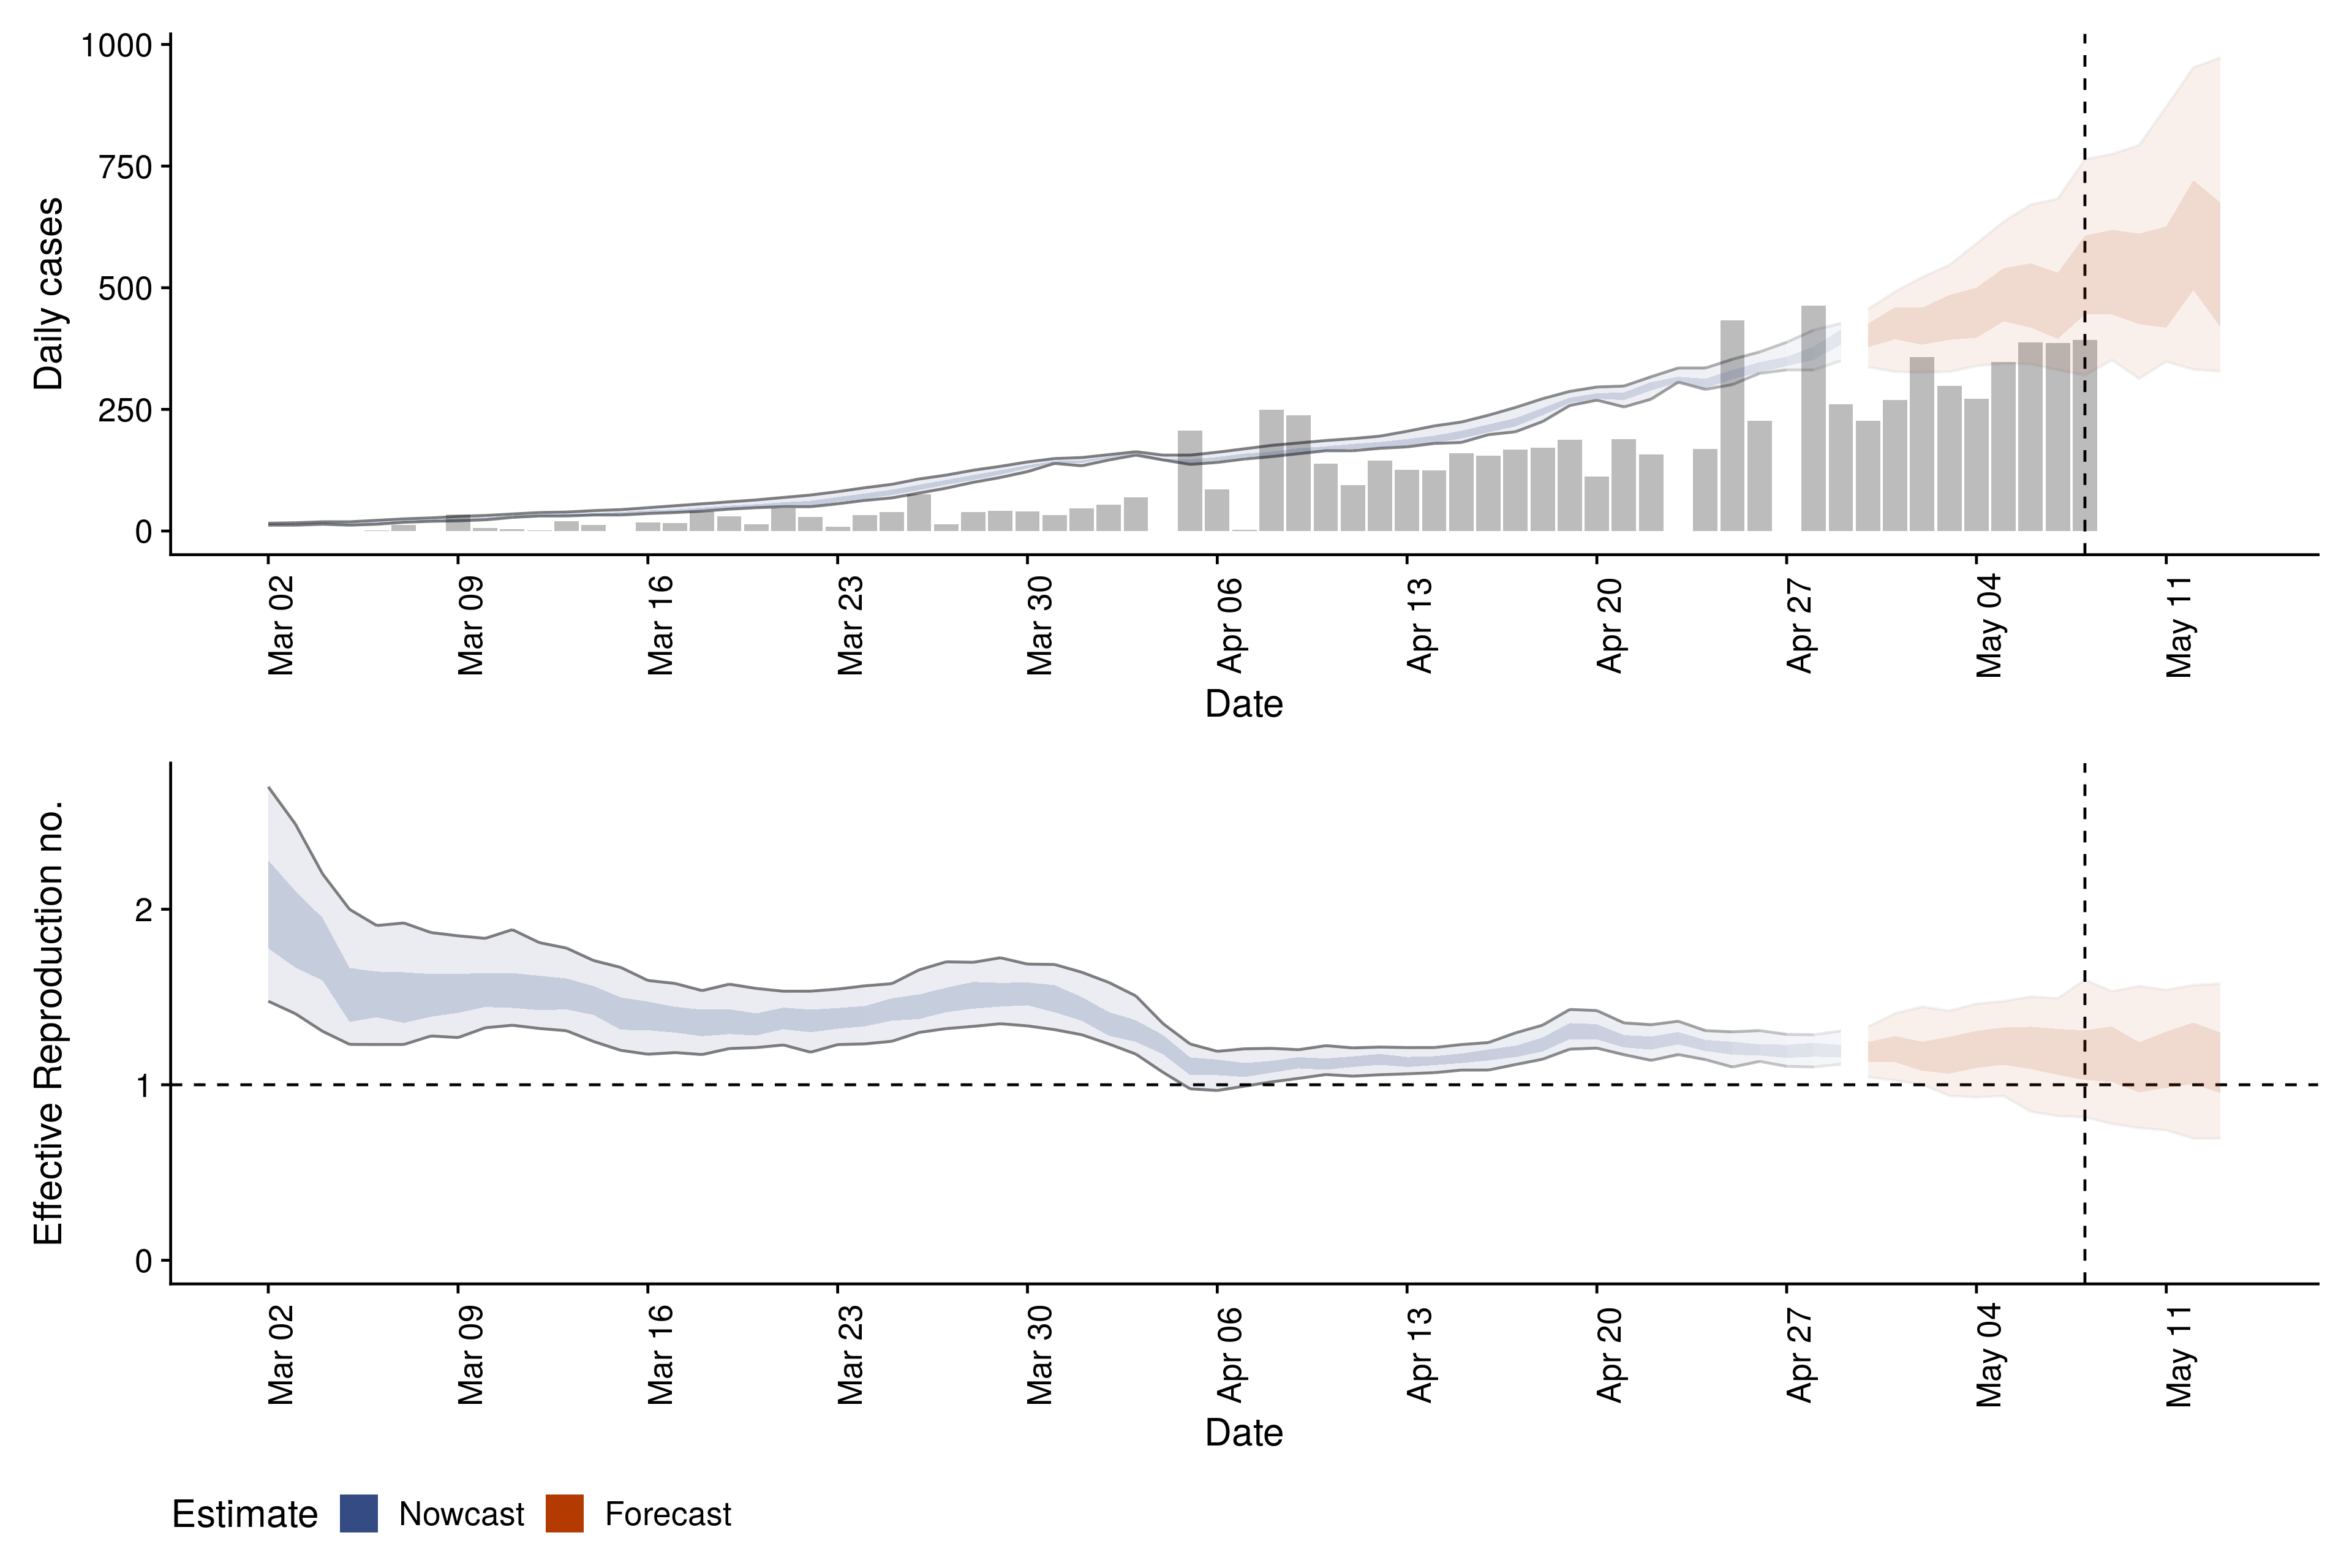 1000
750
500
250
0
Daily cases
Mar 02
Mar 09
Mar 16
Mar 23
Mar 30
Apr 06
Apr 13
Apr 20
Apr 27
May 04
May 11
Date
2
1
0
Effective Reproduction no.
Mar 02
Mar 09
Mar 16
Mar 23
Mar 30
Apr 06
Apr 13
Apr 20
Apr 27
May 04
May 11
Date
Estimate Nowcast Forecast